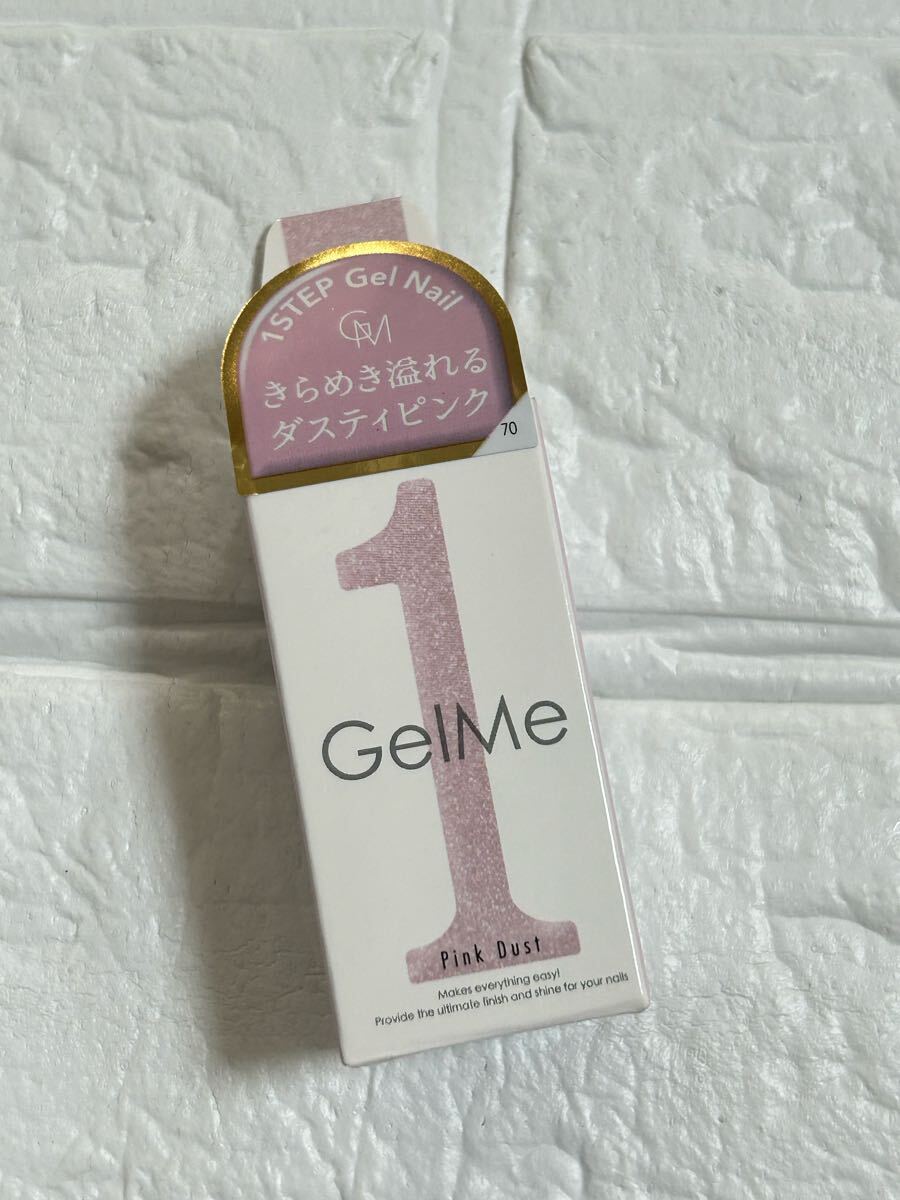 1STEP Gel Nail
GM
きらめき溢れる
ダスティピンク
70
1
GelMe
Pink Dust
Makes everything easy!
Provide the ultimate finish and shine for your nails